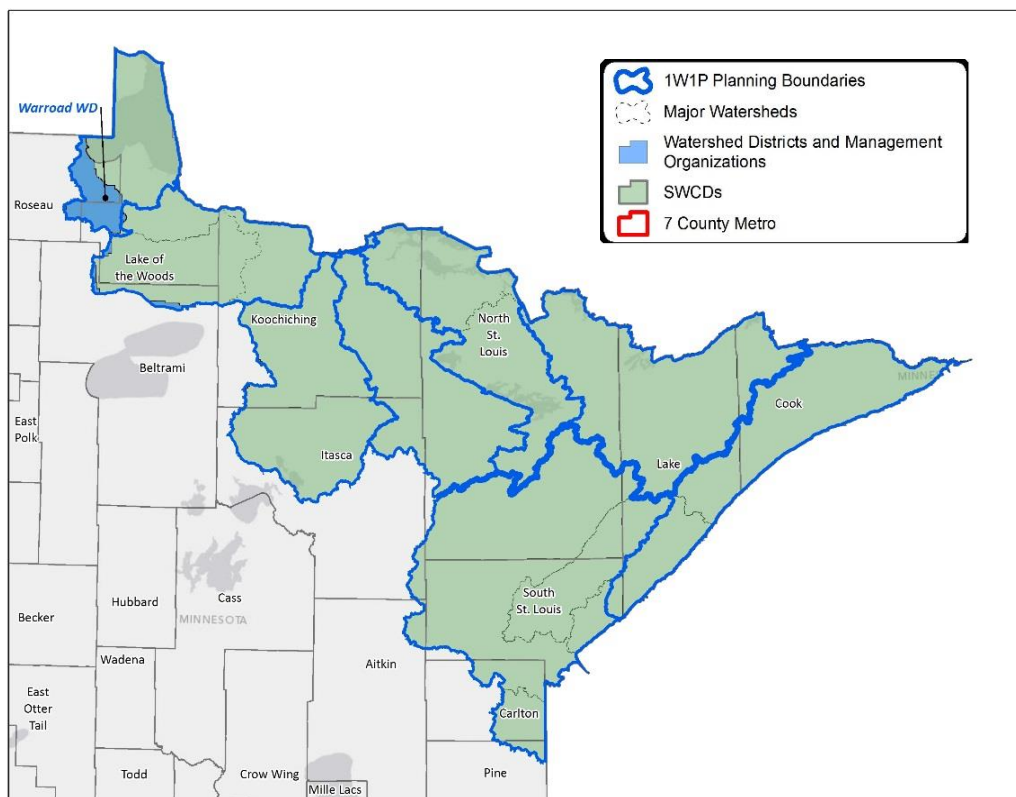 Warroad WD
1W1P Planning Boundaries
Major Watersheds
Watershed Districts and Management
Organizations
SWCDs
7 County Metro
Roseau
Lake of
the Woods
Koochiching
North
St.
Louis
Beltrami
MINNES
Cook
East
Polk
Itasca
Lake
Hubbard
Cass
South
St. Louis
Becker
MINNESOTA
Wadena
Aitkin
East
Otter
Tail
Carlton
Todd
Crow Wing
Pine
Mille Lacs